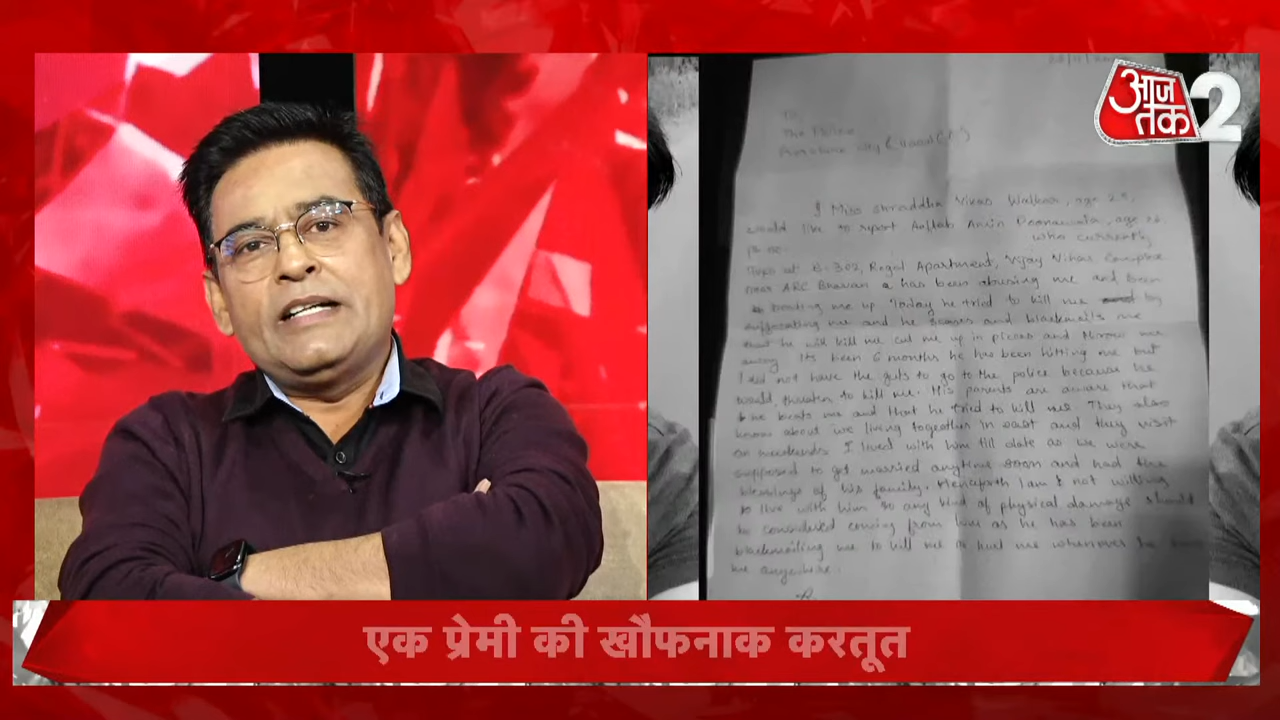 आज
तक 2
To
The Police
I Miss Shraddha Vikas Walkar, age 25,
would like to report Aaftab Amin Poonawala, age 26
who currently
lives at B-302, Regal Apartment, Vijay Vihar Complex
near ARC Bhavan & has been abusing me and been
beating me up Today he tried to kill me by
suffocating me and he scares and blackmails me
that he will kill me cut me up in pieces and throw me
away Its been 6 months he has been hitting me but
I did not have the guts to go to the police because he
would threaten to kill me. His parents are aware that
he beats me and that he tried to kill me. They also
know about we living together in east and they visit
on weekends I lived with him till date as we were
supposed to get married anytime soon and had the
blessings of his family. Henceforth I am not willing
to live with him so any kind of physical damage should
be considered coming from him as he has been
blackmailing me to kill me or hurt me whenever he
me anywhere.
एक प्रेमी की खौफनाक करतूत